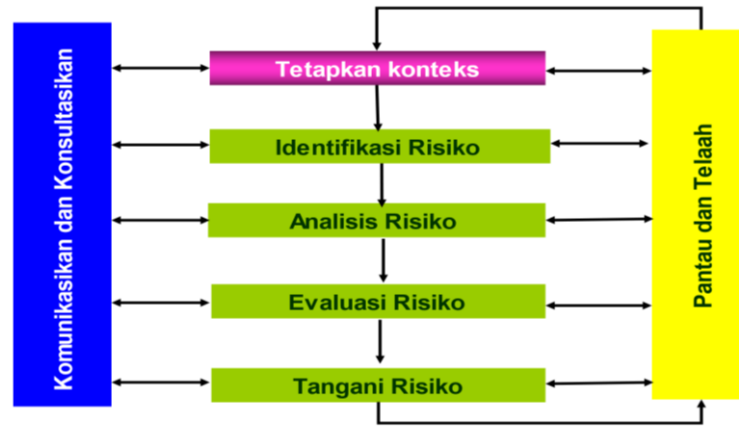 Komunikasikan dan Konsultasikan
Tetapkan konteks
Identifikasi Risiko
Analisis Risiko
Evaluasi Risiko
Tangani Risiko
Pantau dan Telaah